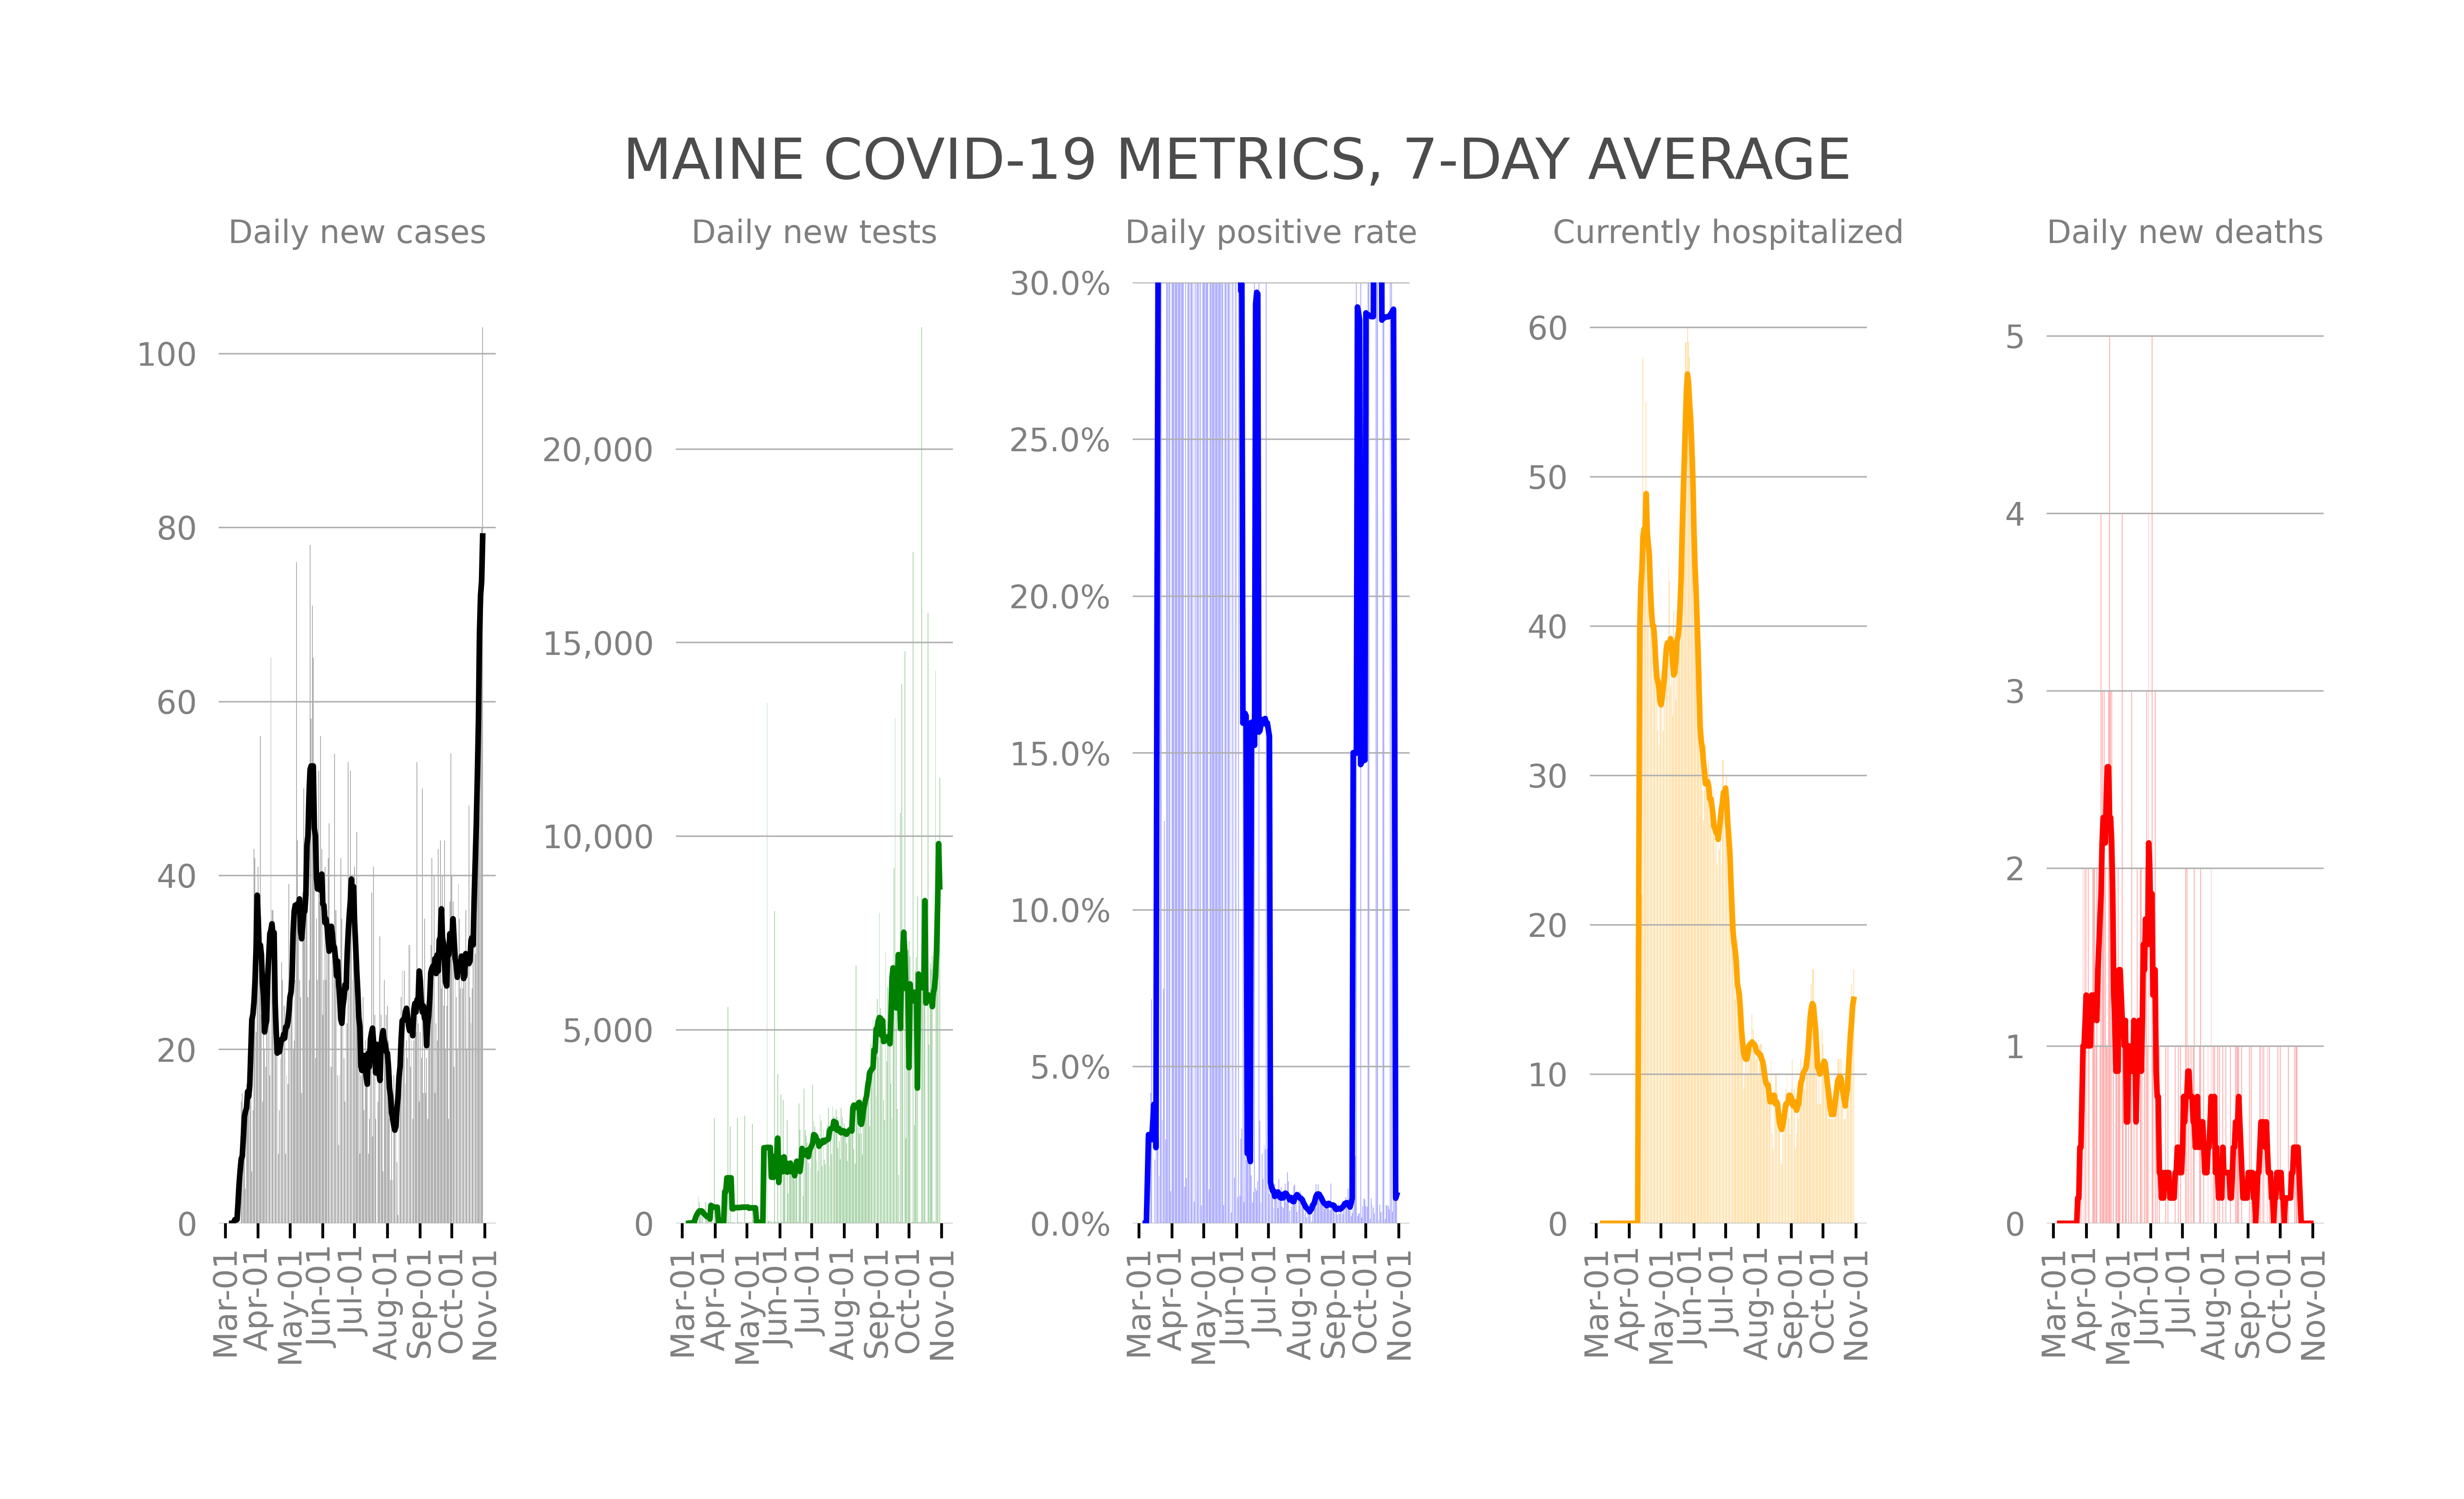 MAINE COVID-19 METRICS, 7-DAY AVERAGE
Daily new cases
100
80
60
40
20
0
Mar-01
Apr-01
May-01
Jun-01
Jul-01
Aug-01
Sep-01
Oct-01
Nov-01
Daily new tests
20,000
15,000
10,000
5,000
0
Mar-01
Apr-01
May-01
Jun-01
Jul-01
Aug-01
Sep-01
Oct-01
Nov-01
Daily positive rate
30.0%
25.0%
20.0%
15.0%
10.0%
5.0%
0.0%
Mar-01
Apr-01
May-01
Jun-01
Jul-01
Aug-01
Sep-01
Oct-01
Nov-01
Currently hospitalized
60
50
40
30
20
10
0
Mar-01
Apr-01
May-01
Jun-01
Jul-01
Aug-01
Sep-01
Oct-01
Nov-01
Daily new deaths
5
4
3
2
1
0
Mar-01
Apr-01
May-01
Jun-01
Jul-01
Aug-01
Sep-01
Oct-01
Nov-01